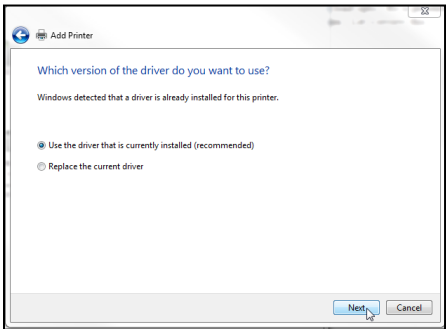 Add Printer
Which version of the driver do you want to use?
Windows detected that a driver is already installed for this printer.
Use the driver that is currently installed (recommended)
Replace the current driver
Next
Cancel